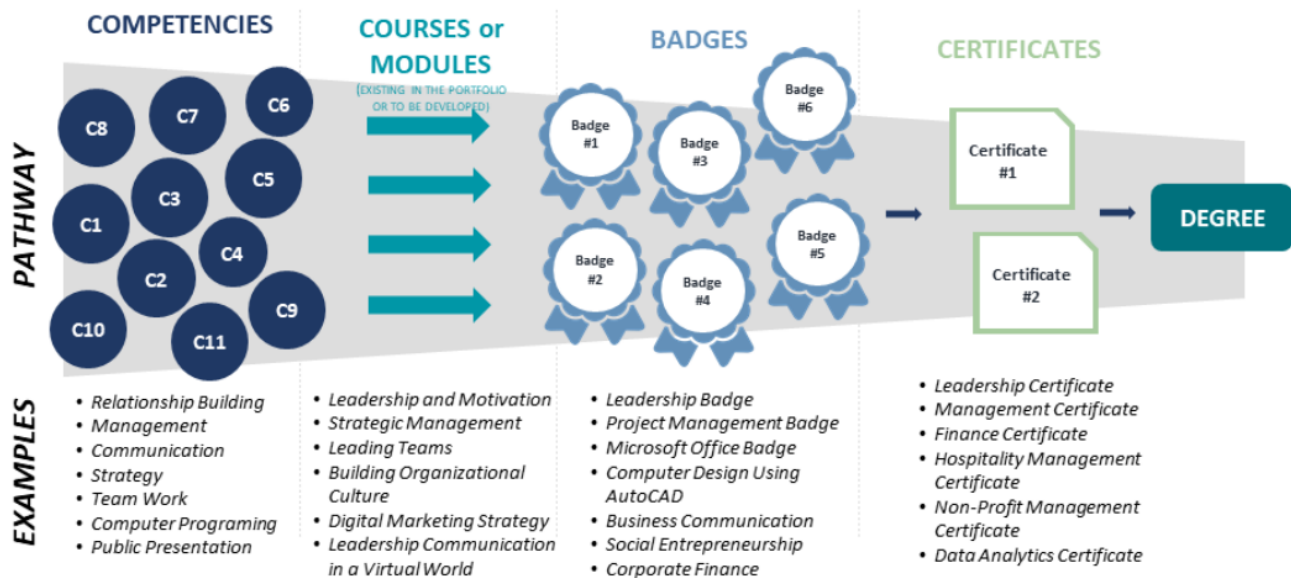 COMPETENCIES
COURSES or
MODULES
(EXISTING IN THE PORTFOLIO
OR TO BE DEVELOPED)
BADGES
CERTIFICATES
PATHWAY
C8
C7
C6
C5
C3
C1
C4
C2
C9
C10
C11
Badge
#1
Badge
#2
Badge
#3
Badge
#4
Badge
#6
Badge
#5
Certificate
#1
Certificate
#2
DEGREE
EXAMPLES
• Relationship Building
• Management
• Communication
• Strategy
• Team Work
• Computer Programing
• Public Presentation
• Leadership and Motivation
• Strategic Management
• Leading Teams
• Building Organizational
Culture
• Digital Marketing Strategy
• Leadership Communication
in a Virtual World
• Leadership Badge
• Project Management Badge
• Microsoft Office Badge
• Computer Design Using
AutoCAD
• Business Communication
• Social Entrepreneurship
• Corporate Finance
• Leadership Certificate
• Management Certificate
• Finance Certificate
• Hospitality Management
Certificate
• Non-Profit Management
Certificate
• Data Analytics Certificate